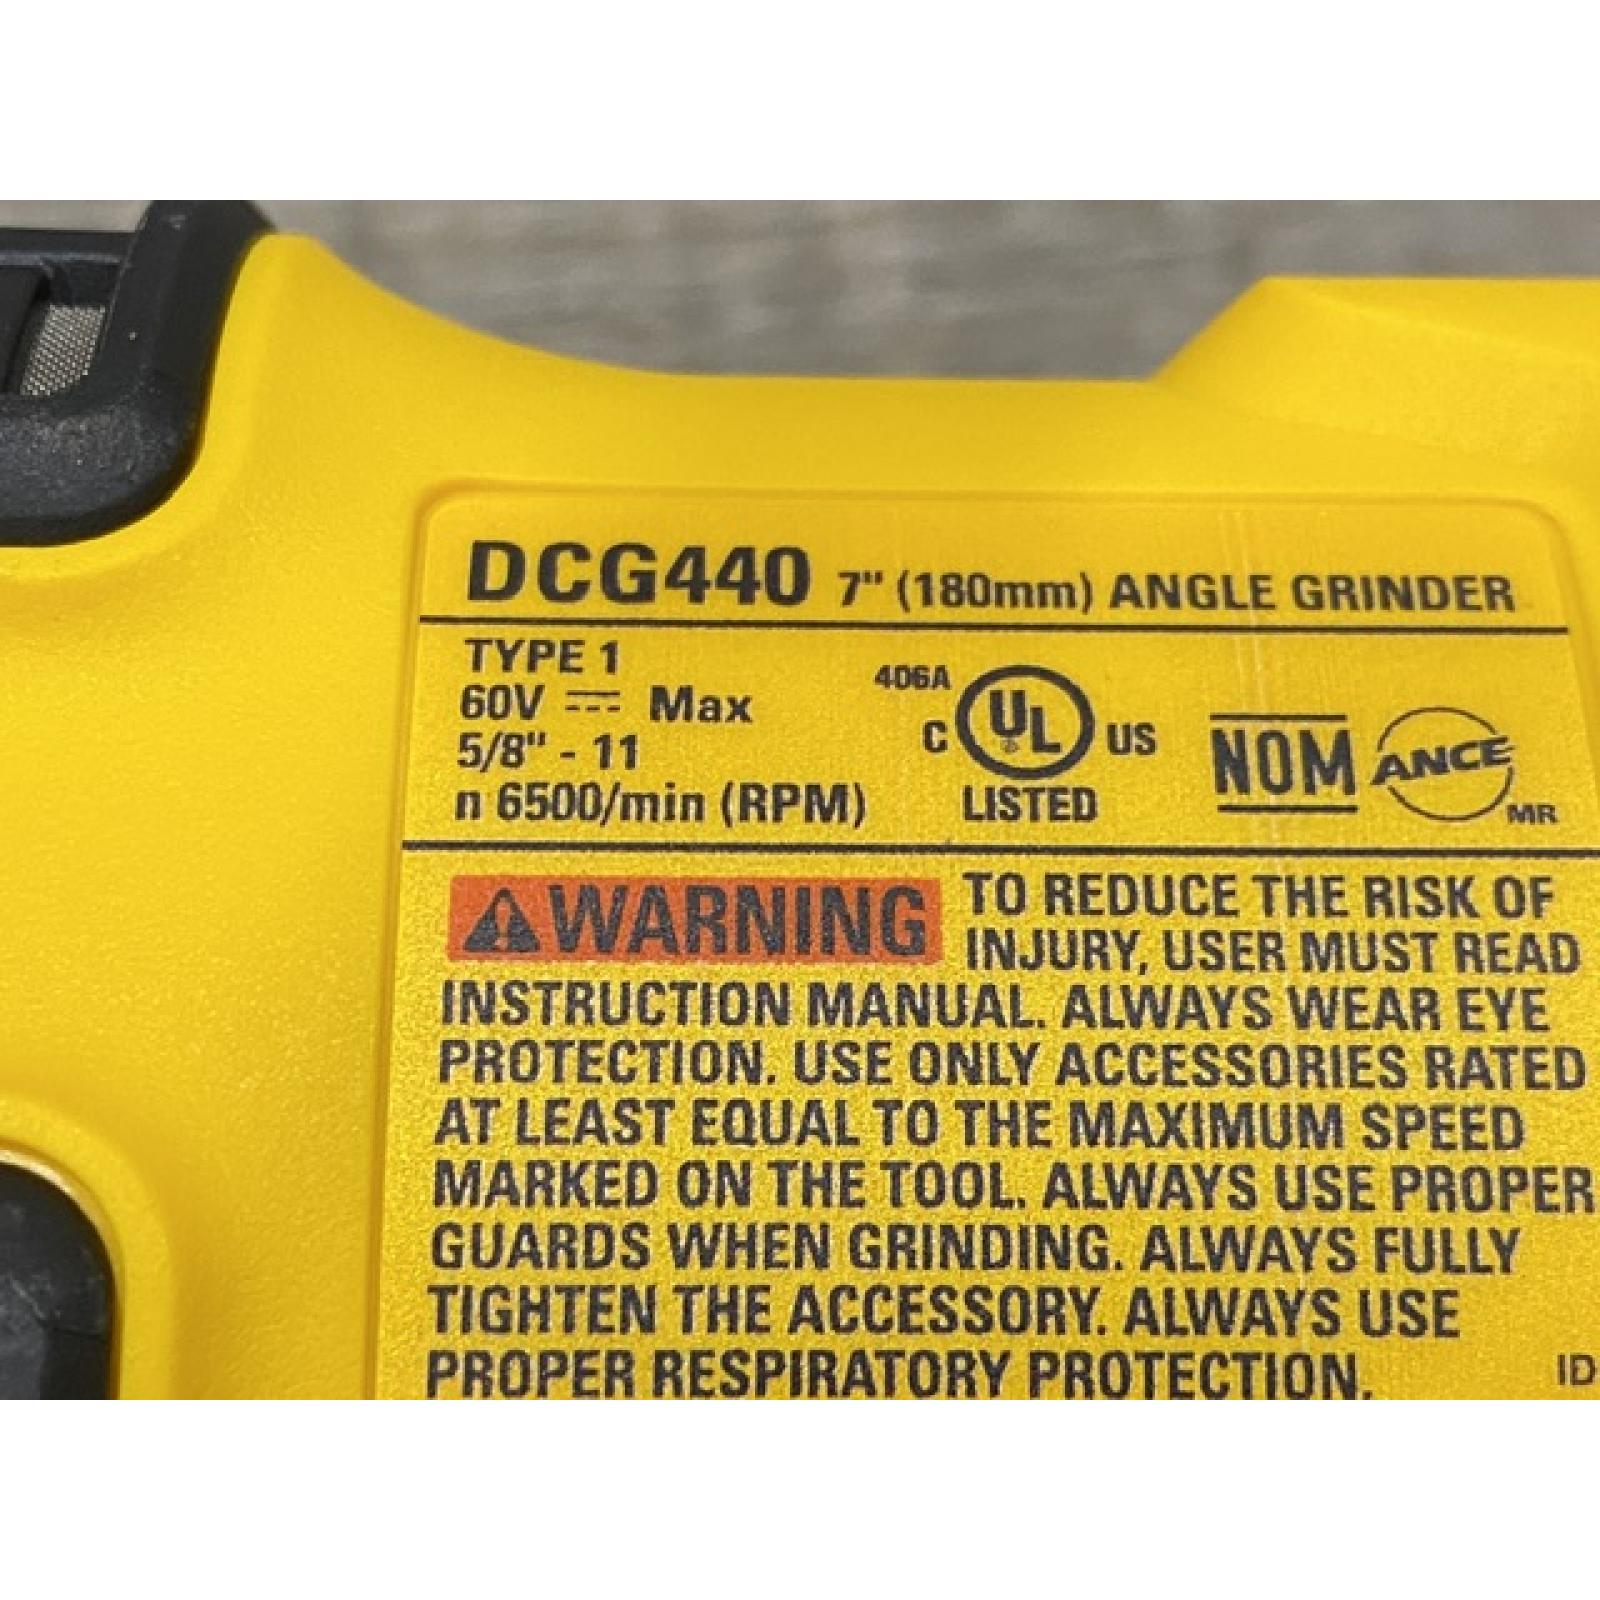 DCG440 7" (180mm) ANGLE GRINDER
TYPE 1
60V Max
5/8" - 11
n 6500/min (RPM)
406A
C UL US
LISTED
NOM ANCE MR
WARNING TO REDUCE THE RISK OF
INJURY, USER MUST READ
INSTRUCTION MANUAL. ALWAYS WEAR EYE
PROTECTION. USE ONLY ACCESSORIES RATED
AT LEAST EQUAL TO THE MAXIMUM SPEED
MARKED ON THE TOOL. ALWAYS USE PROPER
GUARDS WHEN GRINDING. ALWAYS FULLY
TIGHTEN THE ACCESSORY. ALWAYS USE
PROPER RESPIRATORY PROTECTION.
ID